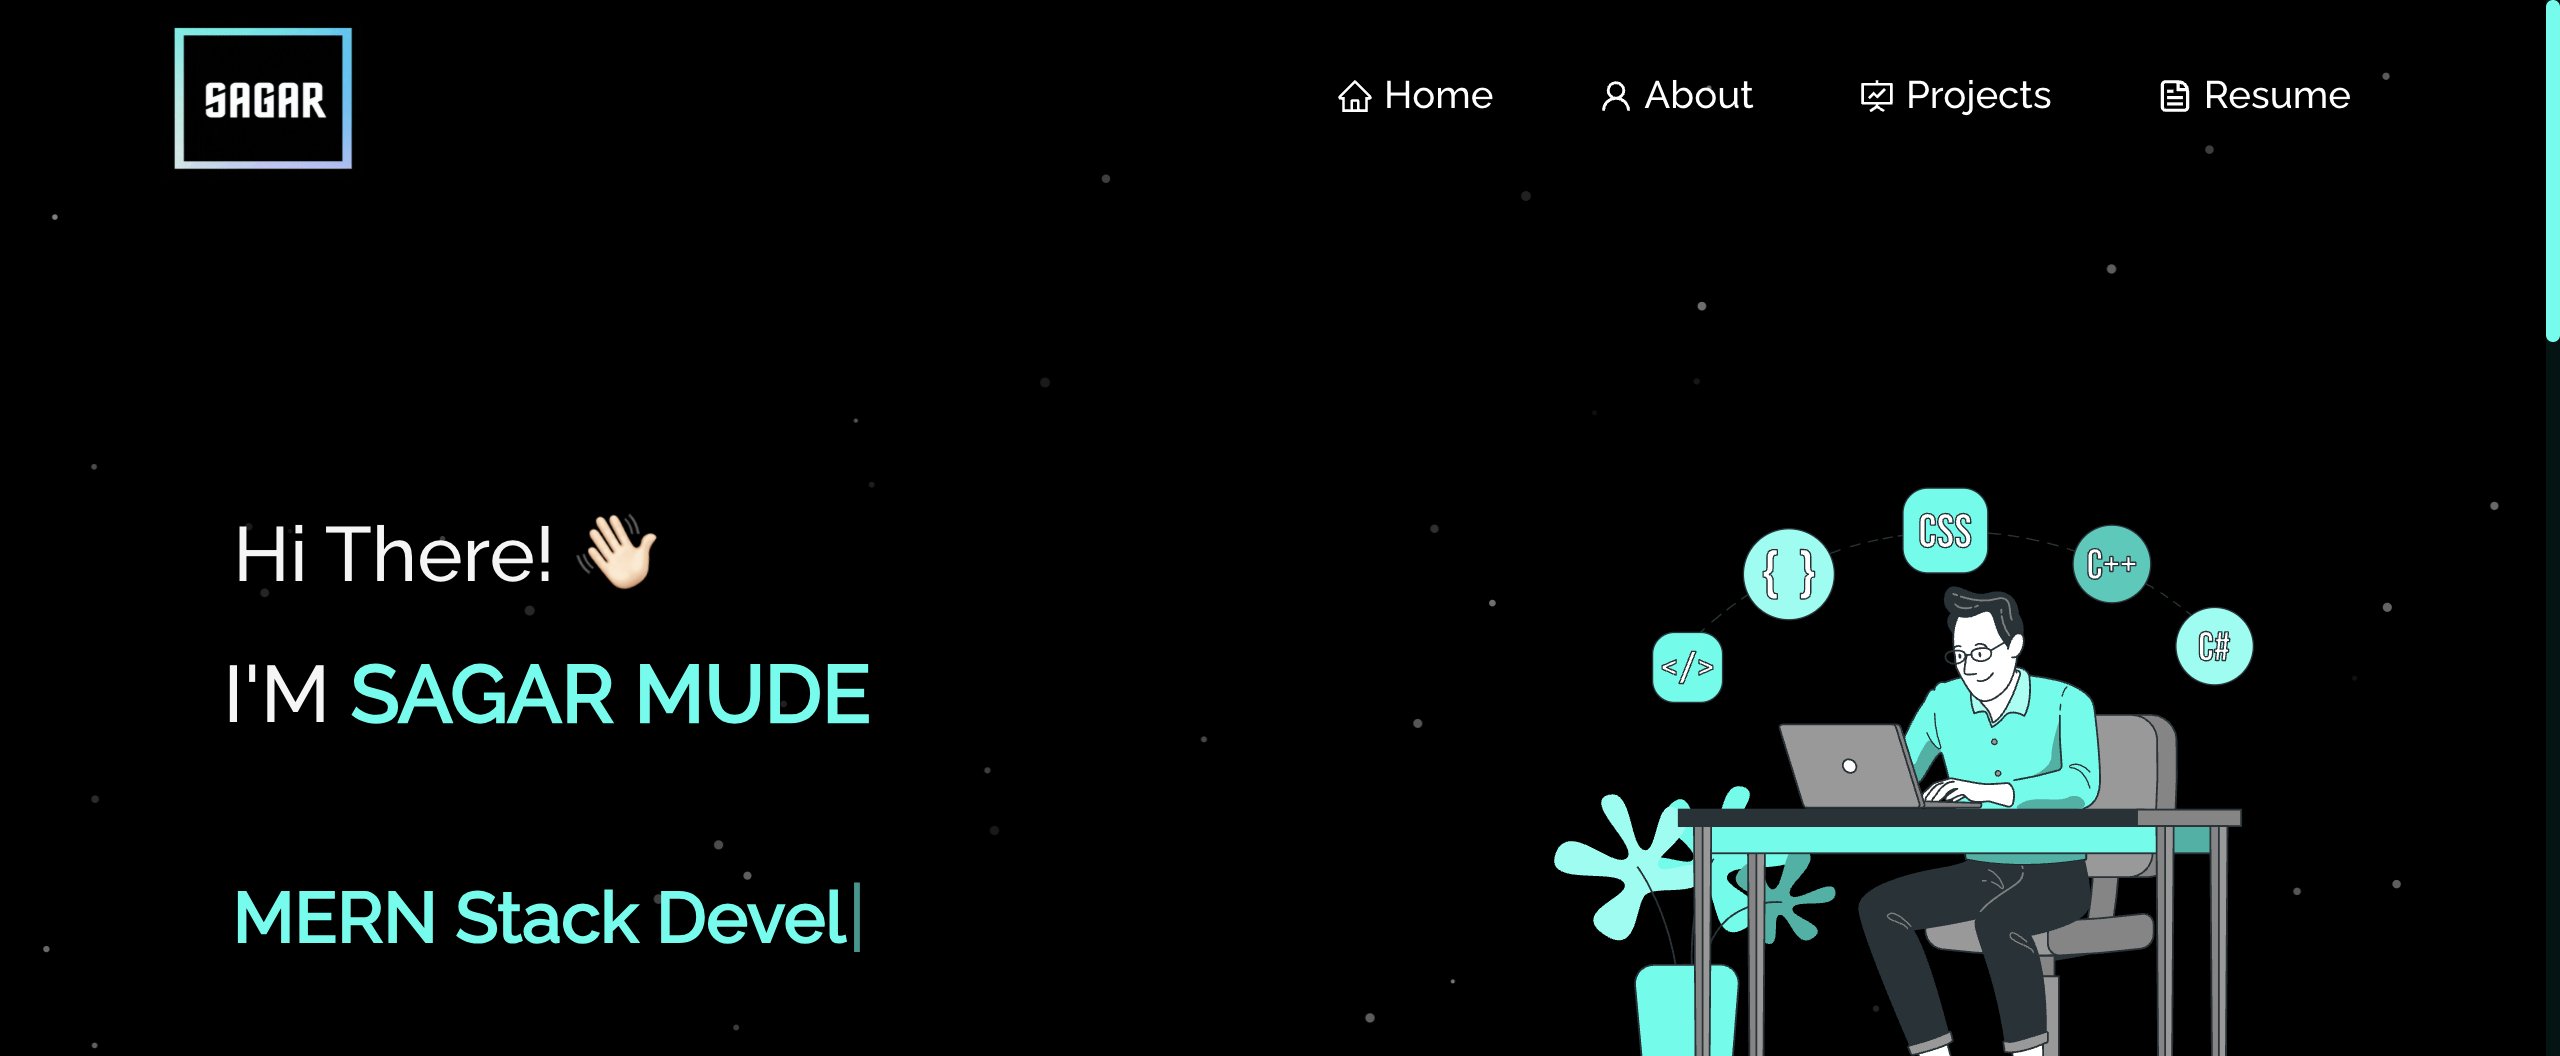 SAGAR
Home About Projects Resume
Hi There! 👋🏻
I'M SAGAR MUDE
MERN Stack Devel
{ }
CSS
C++
C#
</>